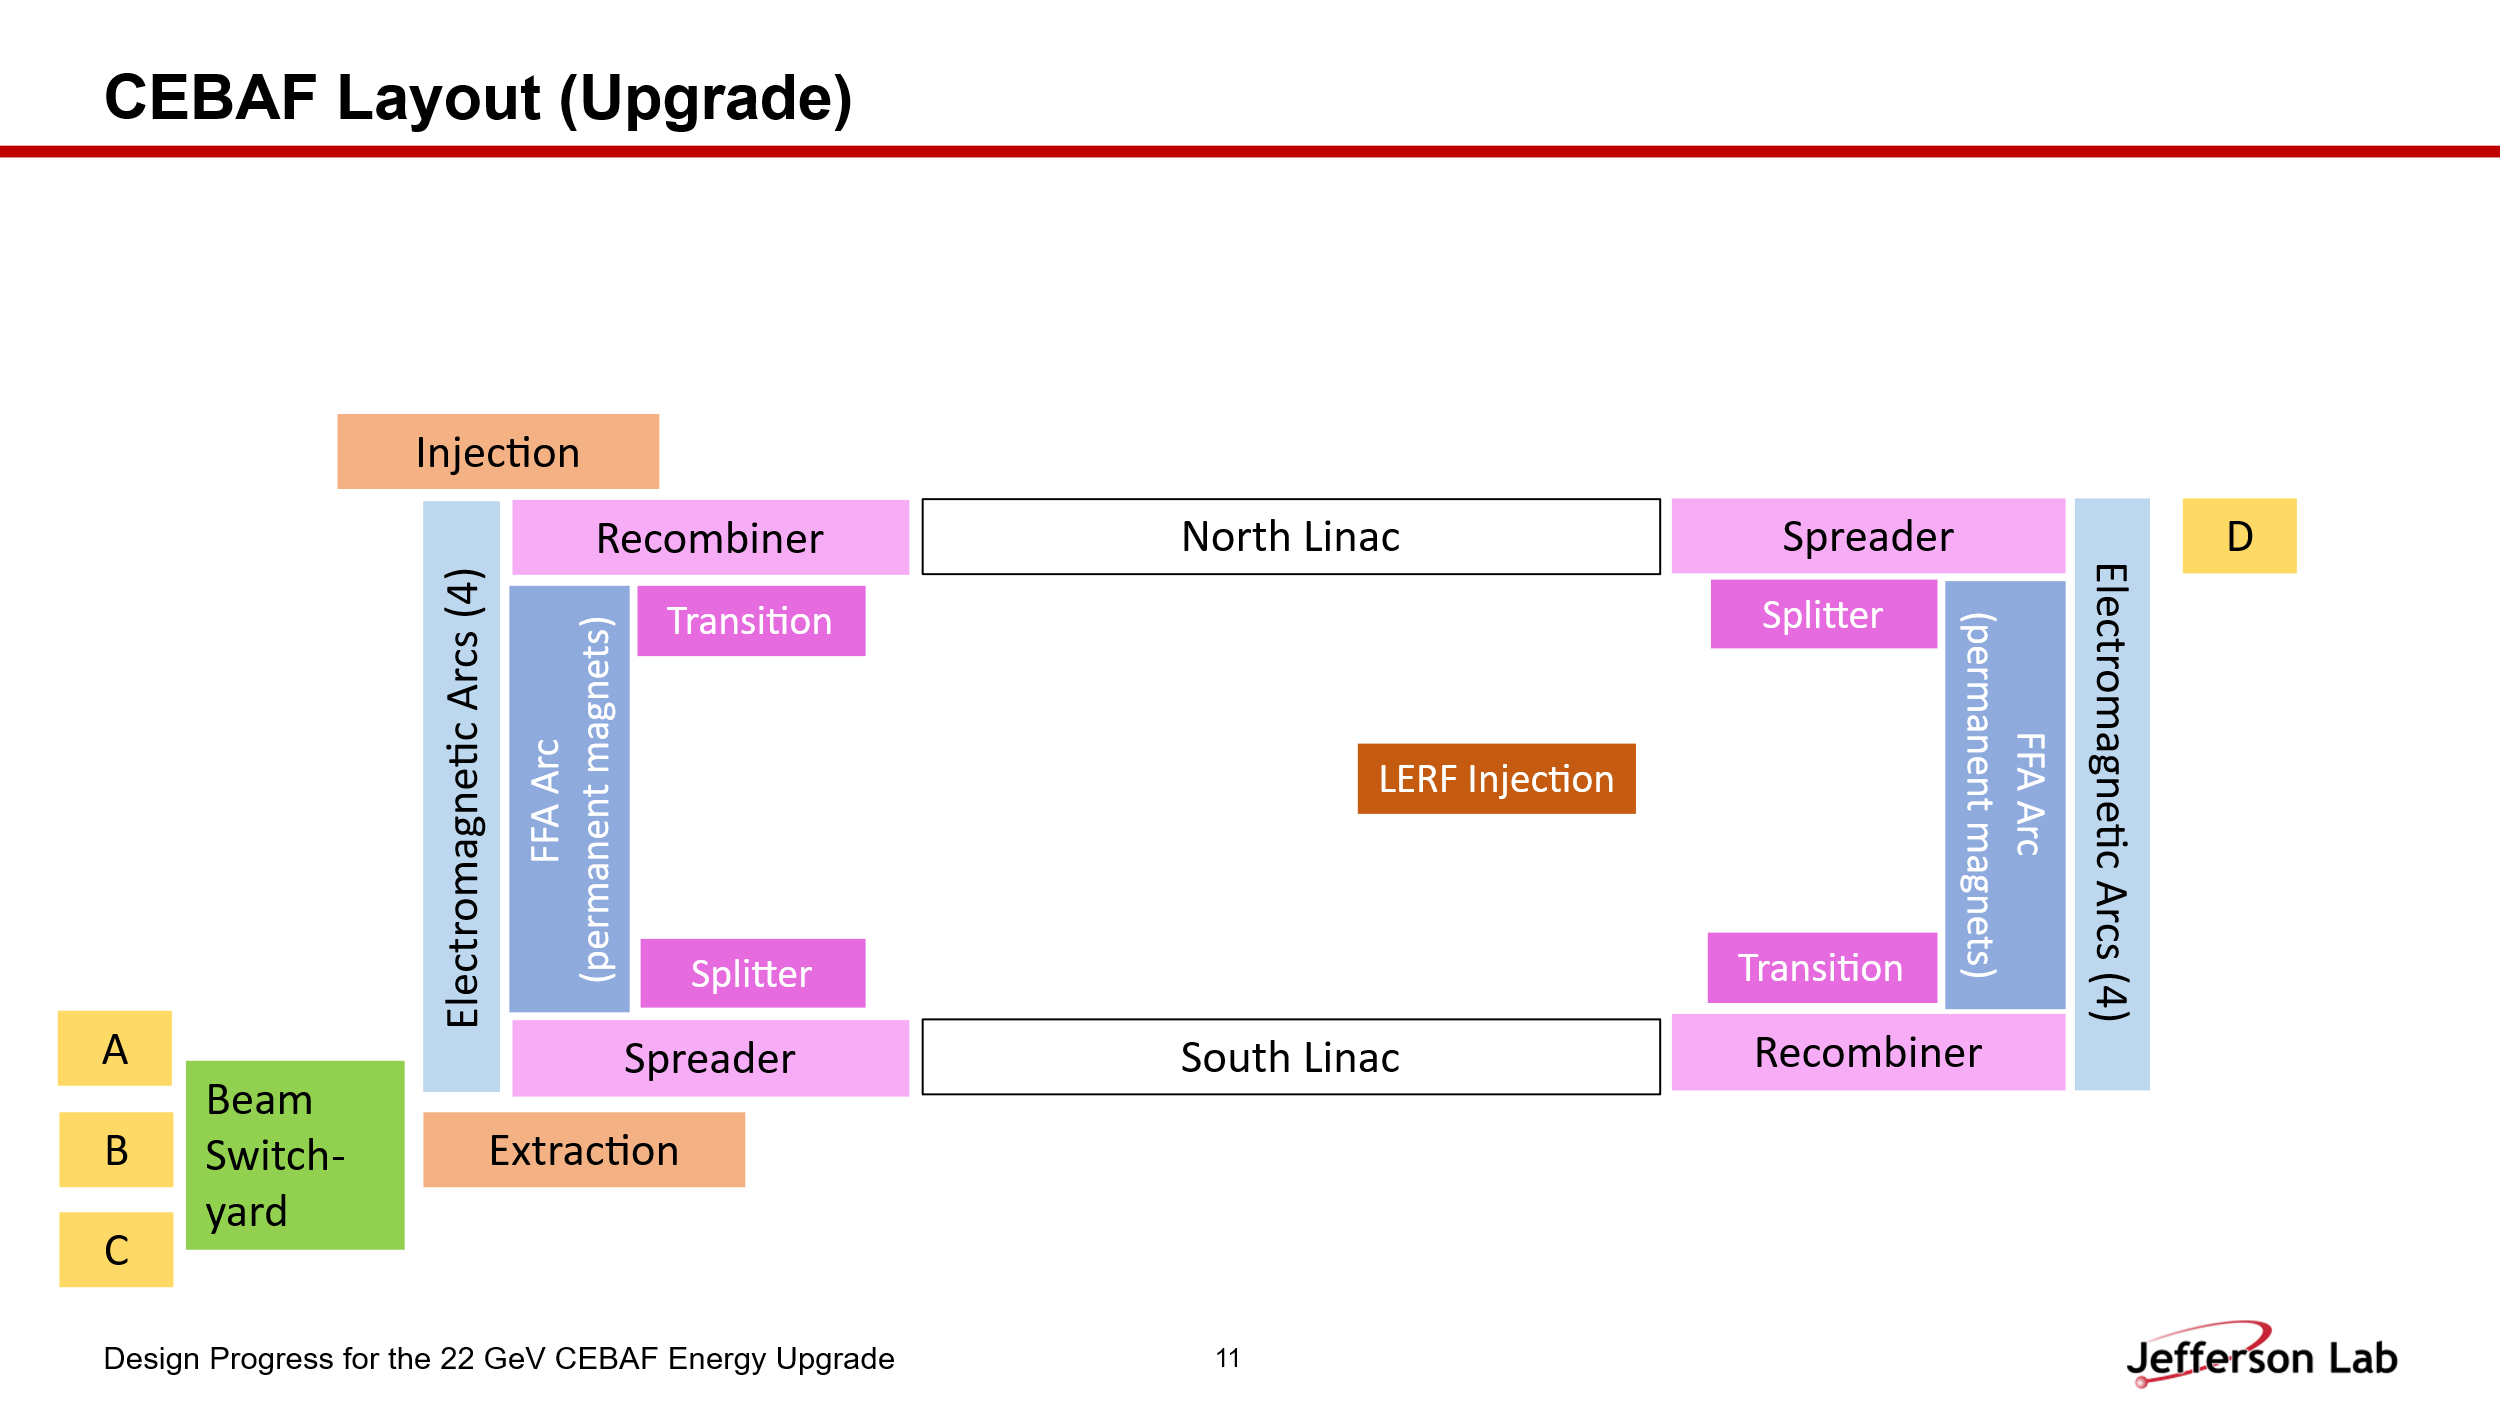 CEBAF Layout (Upgrade)
Injection
Recombiner
North Linac
Spreader
D
Electromagnetic Arcs (4)
FFA Arc
(permanent magnets)
Transition
Splitter
FFA Arc
(permanent magnets)
Electromagnetic Arcs (4)
LERF Injection
Splitter
Transition
Spreader
South Linac
Recombiner
A
B
C
Beam
Switch-
yard
Extraction
Design Progress for the 22 GeV CEBAF Energy Upgrade
11
Jefferson Lab